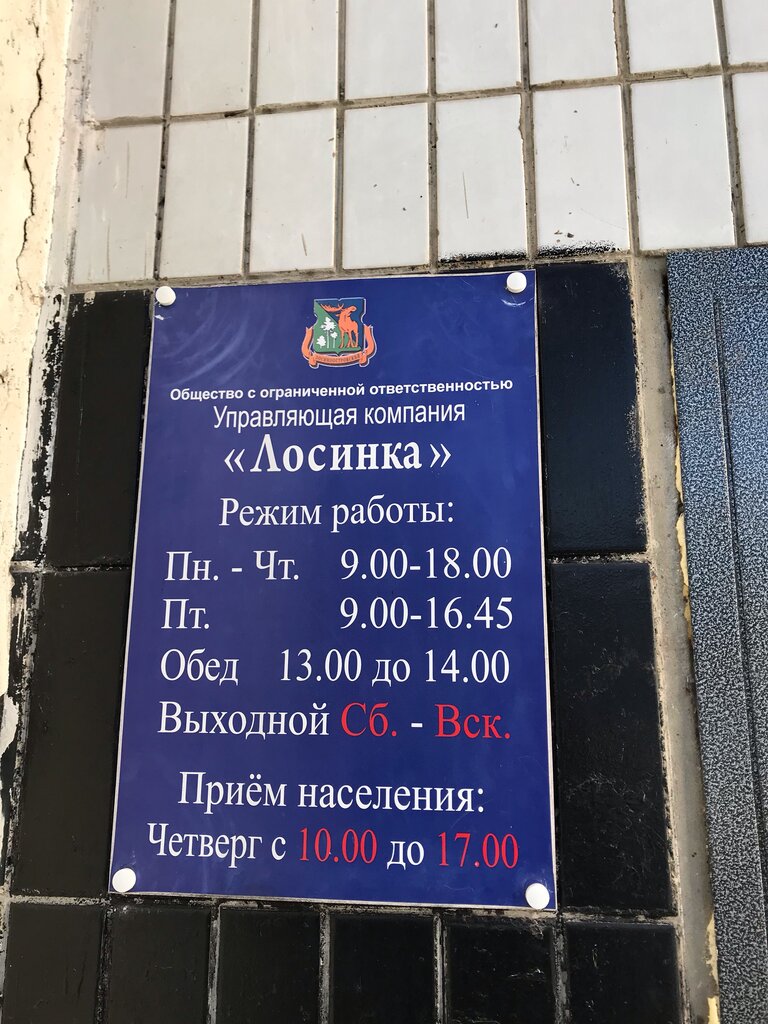 Общество с ограниченной ответственностью
Управляющая компания
«Лосинка»
Режим работы:
Пн. - Чт. 9.00-18.00
Пт. 9.00-16.45
Обед 13.00 до 14.00
Выходной Сб. - Вск.
Приём населения:
Четверг с 10.00 до 17.00